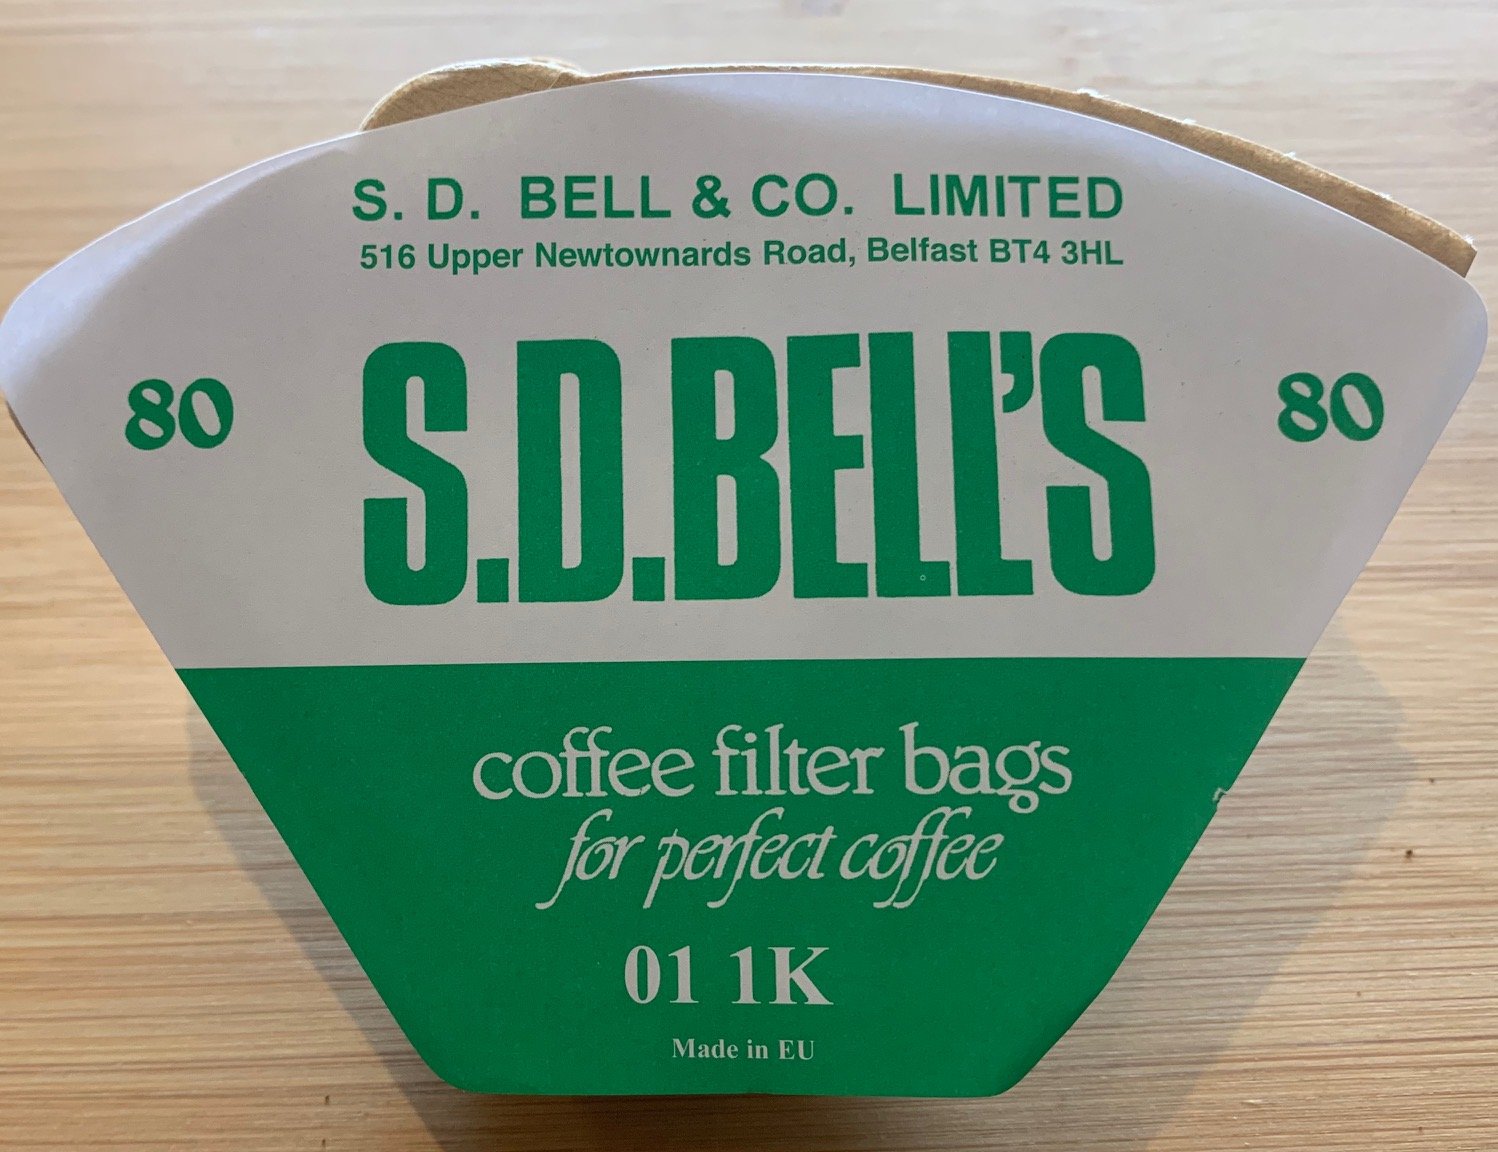 S. D. BELL & CO. LIMITED
516 Upper Newtownards Road, Belfast BT4 3HL
80 S.D.BELL'S 80
coffee filter bags
for perfect coffee
01 1K
Made in EU